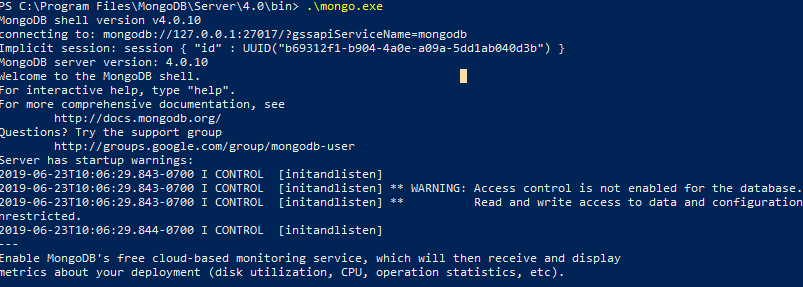 PS C:\Program Files\MongoDB\Server\4.0\bin> .\mongo.exe
MongoDB shell version v4.0.10
connecting to: mongodb://127.0.0.1:27017/?gssapiServiceName=mongodb
Implicit session: session { "id" : UUID("b69312f1-b904-4a0e-a09a-5dd1ab040d3b") }
MongoDB server version: 4.0.10
Welcome to the MongoDB shell.
For interactive help, type "help".
For more comprehensive documentation, see
        http://docs.mongodb.org/
Questions? Try the support group
        http://groups.google.com/group/mongodb-user
Server has startup warnings:
2019-06-23T10:06:29.843-0700 I CONTROL  [initandlisten]
2019-06-23T10:06:29.843-0700 I CONTROL  [initandlisten] ** WARNING: Access control is not enabled for the database.
2019-06-23T10:06:29.843-0700 I CONTROL  [initandlisten] **          Read and write access to data and configuration
nrestricted.
2019-06-23T10:06:29.844-0700 I CONTROL  [initandlisten]
---
Enable MongoDB's free cloud-based monitoring service, which will then receive and display
metrics about your deployment (disk utilization, CPU, operation statistics, etc).